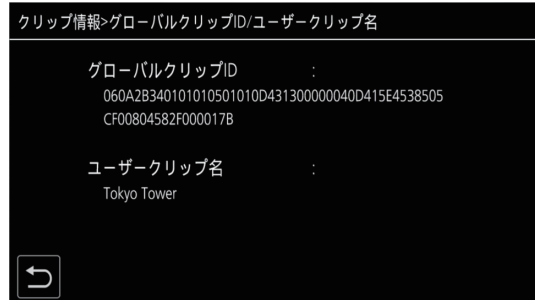 クリップ情報>グローバルクリップID/ユーザークリップ名
グローバルクリップID :
060A2B340101010501010D431300000040D415E4538505
CF00804582F000017B
ユーザークリップ名 :
Tokyo Tower